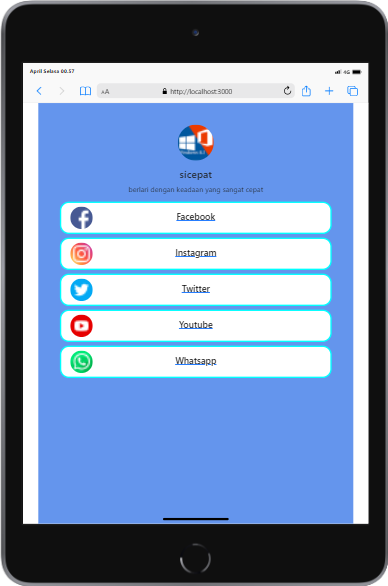 April Selasa 00.57
4G
AA
http://localhost:3000
sicepat
berlari dengan keadaan yang sangat cepat
Facebook
Instagram
Twitter
Youtube
Whatsapp